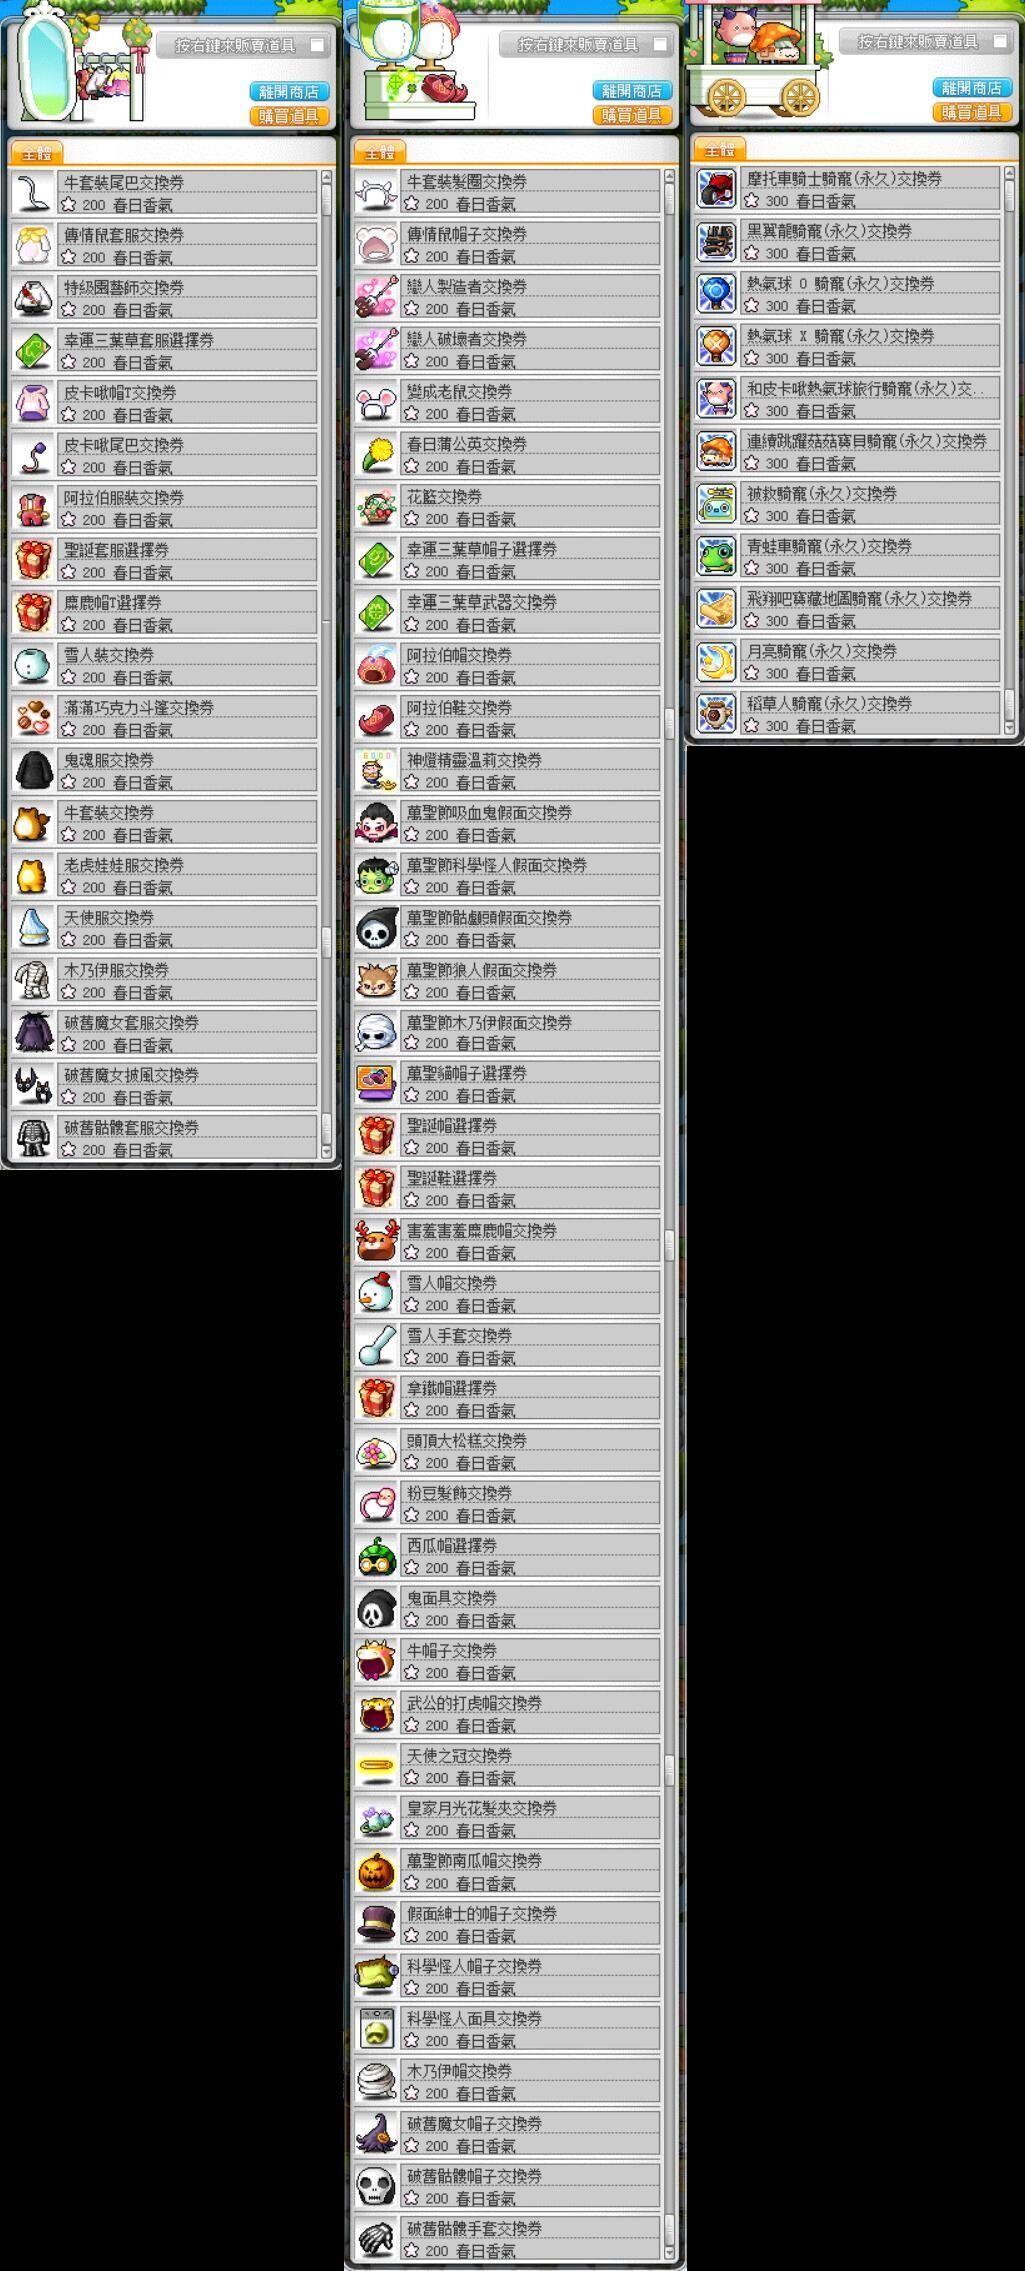 按右鍵來販賣道具
離開商店
購買道具
全體
牛套裝尾巴交換券
200 春日香氣
傳情鼠套服交換券
200 春日香氣
特級園藝師交換券
200 春日香氣
幸運三葉草套服選擇券
200 春日香氣
皮卡啾帽T交換券
200 春日香氣
皮卡啾尾巴交換券
200 春日香氣
阿拉伯服裝交換券
200 春日香氣
聖誕套服選擇券
200 春日香氣
麋鹿帽T選擇券
200 春日香氣
雪人裝交換券
200 春日香氣
滿滿巧克力斗篷交換券
200 春日香氣
鬼魂服交換券
200 春日香氣
牛套裝交換券
200 春日香氣
老虎娃娃服交換券
200 春日香氣
天使服交換券
200 春日香氣
木乃伊服交換券
200 春日香氣
破舊魔女套服交換券
200 春日香氣
破舊魔女披風交換券
200 春日香氣
破舊骷髏套服交換券
200 春日香氣
按右鍵來販賣道具
離開商店
購買道具
全體
牛套裝髮圈交換券
200 春日香氣
傳情鼠帽子交換券
200 春日香氣
戀人製造者交換券
200 春日香氣
戀人破壞者交換券
200 春日香氣
變成老鼠交換券
200 春日香氣
春日蒲公英交換券
200 春日香氣
花籃交換券
200 春日香氣
幸運三葉草帽子選擇券
200 春日香氣
幸運三葉草武器交換券
200 春日香氣
阿拉伯帽交換券
200 春日香氣
阿拉伯鞋交換券
200 春日香氣
神燈精靈溫莉交換券
200 春日香氣
萬聖節吸血鬼假面交換券
200 春日香氣
萬聖節科學怪人假面交換券
200 春日香氣
萬聖節骷顱頭假面交換券
200 春日香氣
萬聖節狼人假面交換券
200 春日香氣
萬聖節木乃伊假面交換券
200 春日香氣
萬聖貓帽子選擇券
200 春日香氣
聖誕帽選擇券
200 春日香氣
聖誕鞋選擇券
200 春日香氣
害羞害羞麋鹿帽交換券
200 春日香氣
雪人帽交換券
200 春日香氣
雪人手套交換券
200 春日香氣
拿鐵帽選擇券
200 春日香氣
頭頂大松糕交換券
200 春日香氣
粉豆髮飾交換券
200 春日香氣
西瓜帽選擇券
200 春日香氣
鬼面具交換券
200 春日香氣
牛帽子交換券
200 春日香氣
武公的打虎帽交換券
200 春日香氣
天使之冠交換券
200 春日香氣
皇家月光花髮夾交換券
200 春日香氣
萬聖節南瓜帽交換券
200 春日香氣
假面紳士的帽子交換券
200 春日香氣
科學怪人帽子交換券
200 春日香氣
科學怪人面具交換券
200 春日香氣
木乃伊帽交換券
200 春日香氣
破舊魔女帽子交換券
200 春日香氣
破舊骷髏帽子交換券
200 春日香氣
破舊骷髏手套交換券
200 春日香氣
按右鍵來販賣道具
離開商店
購買道具
全體
摩托車騎士騎寵(永久)交換券
300 春日香氣
黑翼龍騎寵(永久)交換券
300 春日香氣
熱氣球 O 騎寵(永久)交換券
300 春日香氣
熱氣球 X 騎寵(永久)交換券
300 春日香氣
和皮卡啾熱氣球旅行騎寵(永久)交..
300 春日香氣
連續跳躍菇菇寶貝騎寵(永久)交換券
300 春日香氣
被救騎寵(永久)交換券
300 春日香氣
青蛙車騎寵(永久)交換券
300 春日香氣
飛翔吧寶藏地圖騎寵(永久)交換券
300 春日香氣
月亮騎寵(永久)交換券
300 春日香氣
稻草人騎寵(永久)交換券
300 春日香氣